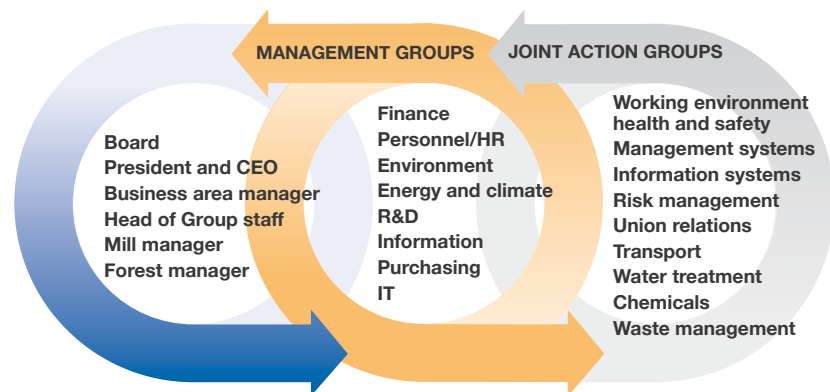 MANAGEMENT GROUPS
JOINT ACTION GROUPS
Board
President and CEO
Business area manager
Head of Group staff
Mill manager
Forest manager
Finance
Personnel/HR
Environment
Energy and climate
R&D
Information
Purchasing
IT
Working environment
health and safety
Management systems
Information systems
Risk management
Union relations
Transport
Water treatment
Chemicals
Waste management